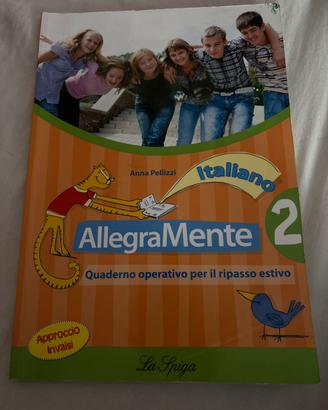 Anna Pellizzi
Italiano
AllegraMente
2
Quaderno operativo per il ripasso estivo
Approccio
Invalsi
La Spiga